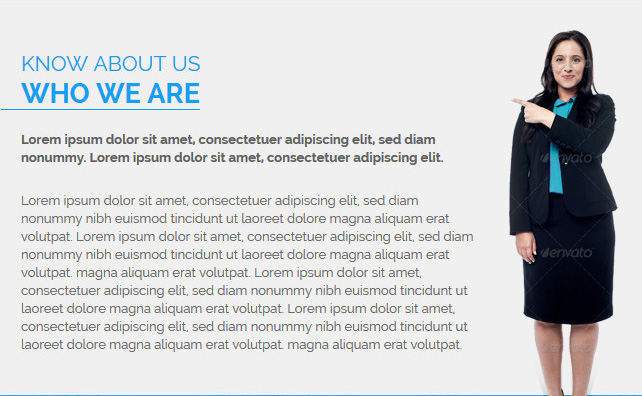 KNOW ABOUT US
WHO WE ARE
Lorem ipsum dolor sit amet, consectetuer adipiscing elit, sed diam
nonummy. Lorem ipsum dolor sit amet, consectetuer adipiscing elit.
Lorem ipsum dolor sit amet, consectetuer adipiscing elit, sed diam
nonummy nibh euismod tincidunt ut laoreet dolore magna aliquam erat
volutpat. Lorem ipsum dolor sit amet, consectetuer adipiscing elit, sed diam
nonummy nibh euismod tincidunt ut laoreet dolore magna aliquam erat
volutpat. magna aliquam erat volutpat. Lorem ipsum dolor sit amet,
consectetuer adipiscing elit, sed diam nonummy nibh euismod tincidunt ut
laoreet dolore magna aliquam erat volutpat. Lorem ipsum dolor sit amet,
consectetuer adipiscing elit, sed diam nonummy nibh euismod tincidunt ut
laoreet dolore magna aliquam erat volutpat. magna aliquam erat volutpat.
envato
envato